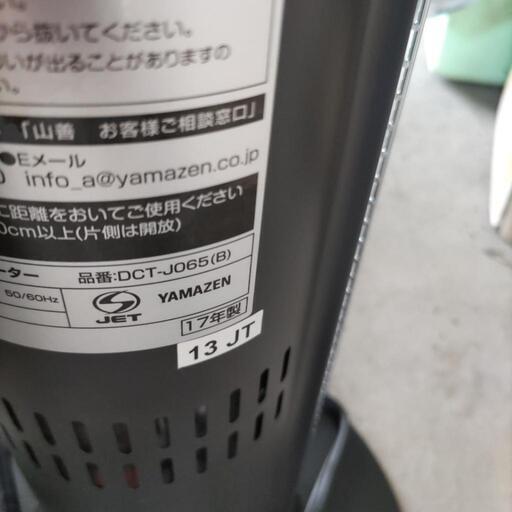 い。
から抜いてください。
いが出ることがありますの
い。
「山善 お客様ご相談窓口」
●Eメール
info_a@yamazen.co.jp
に距離をおいてご使用ください
0cm以上(片側は開放)
ーター 品番:DCT-J065(B)
50/60Hz
JET YAMAZEN
17年製
13 JT